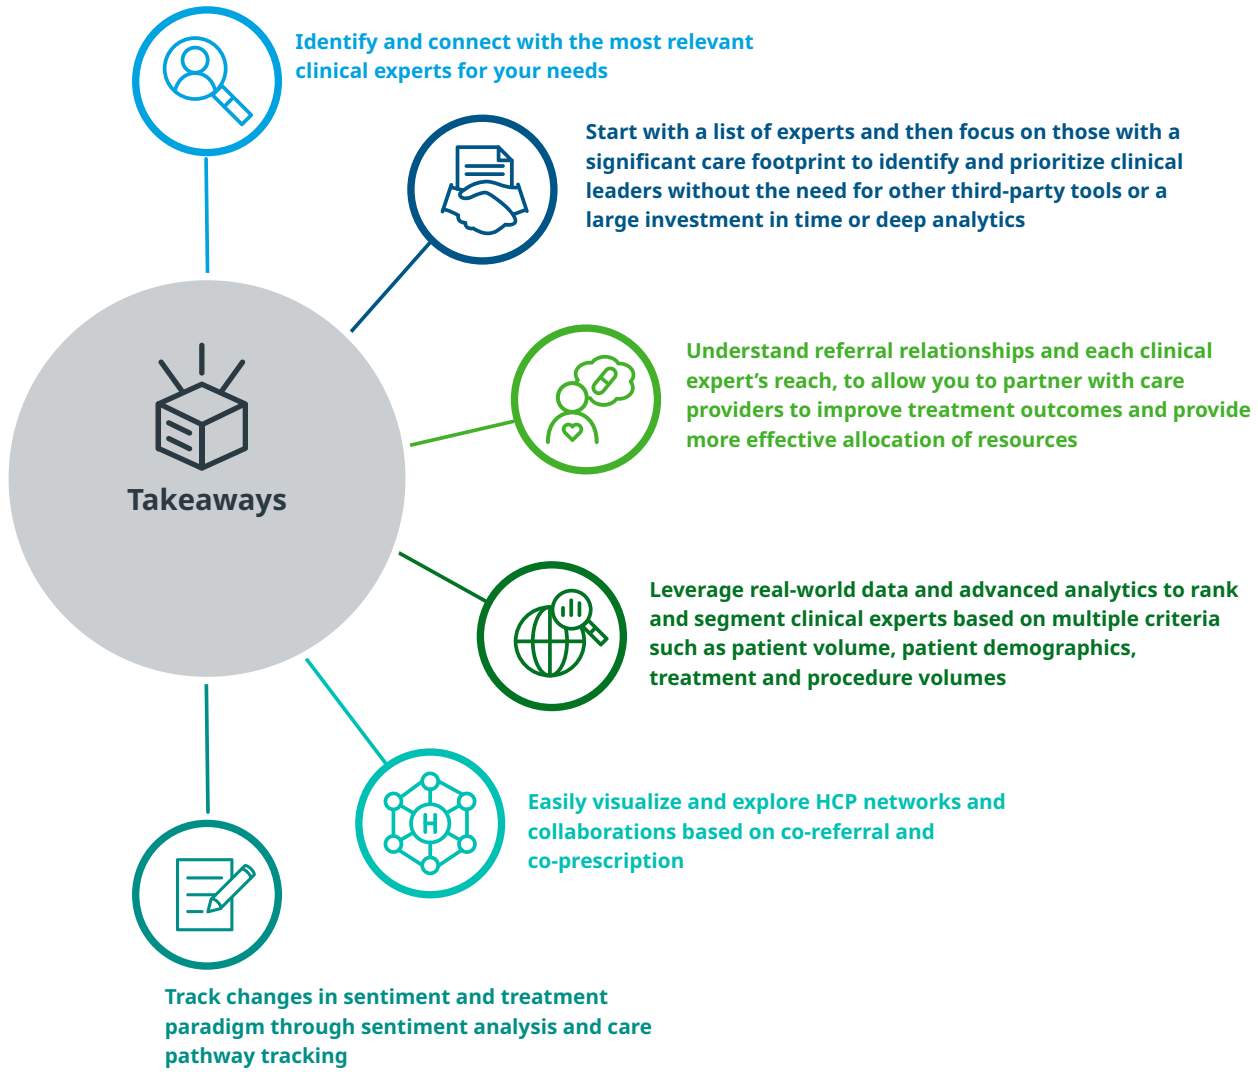 Identify and connect with the most relevant
clinical experts for your needs
Start with a list of experts and then focus on those with a
significant care footprint to identify and prioritize clinical
leaders without the need for other third-party tools or a
large investment in time or deep analytics
Understand referral relationships and each clinical
expert’s reach, to allow you to partner with care
providers to improve treatment outcomes and provide
more effective allocation of resources
Takeaways
Leverage real-world data and advanced analytics to rank
and segment clinical experts based on multiple criteria
such as patient volume, patient demographics,
treatment and procedure volumes
H
Easily visualize and explore HCP networks and
collaborations based on co-referral and
co-prescription
Track changes in sentiment and treatment
paradigm through sentiment analysis and care
pathway tracking